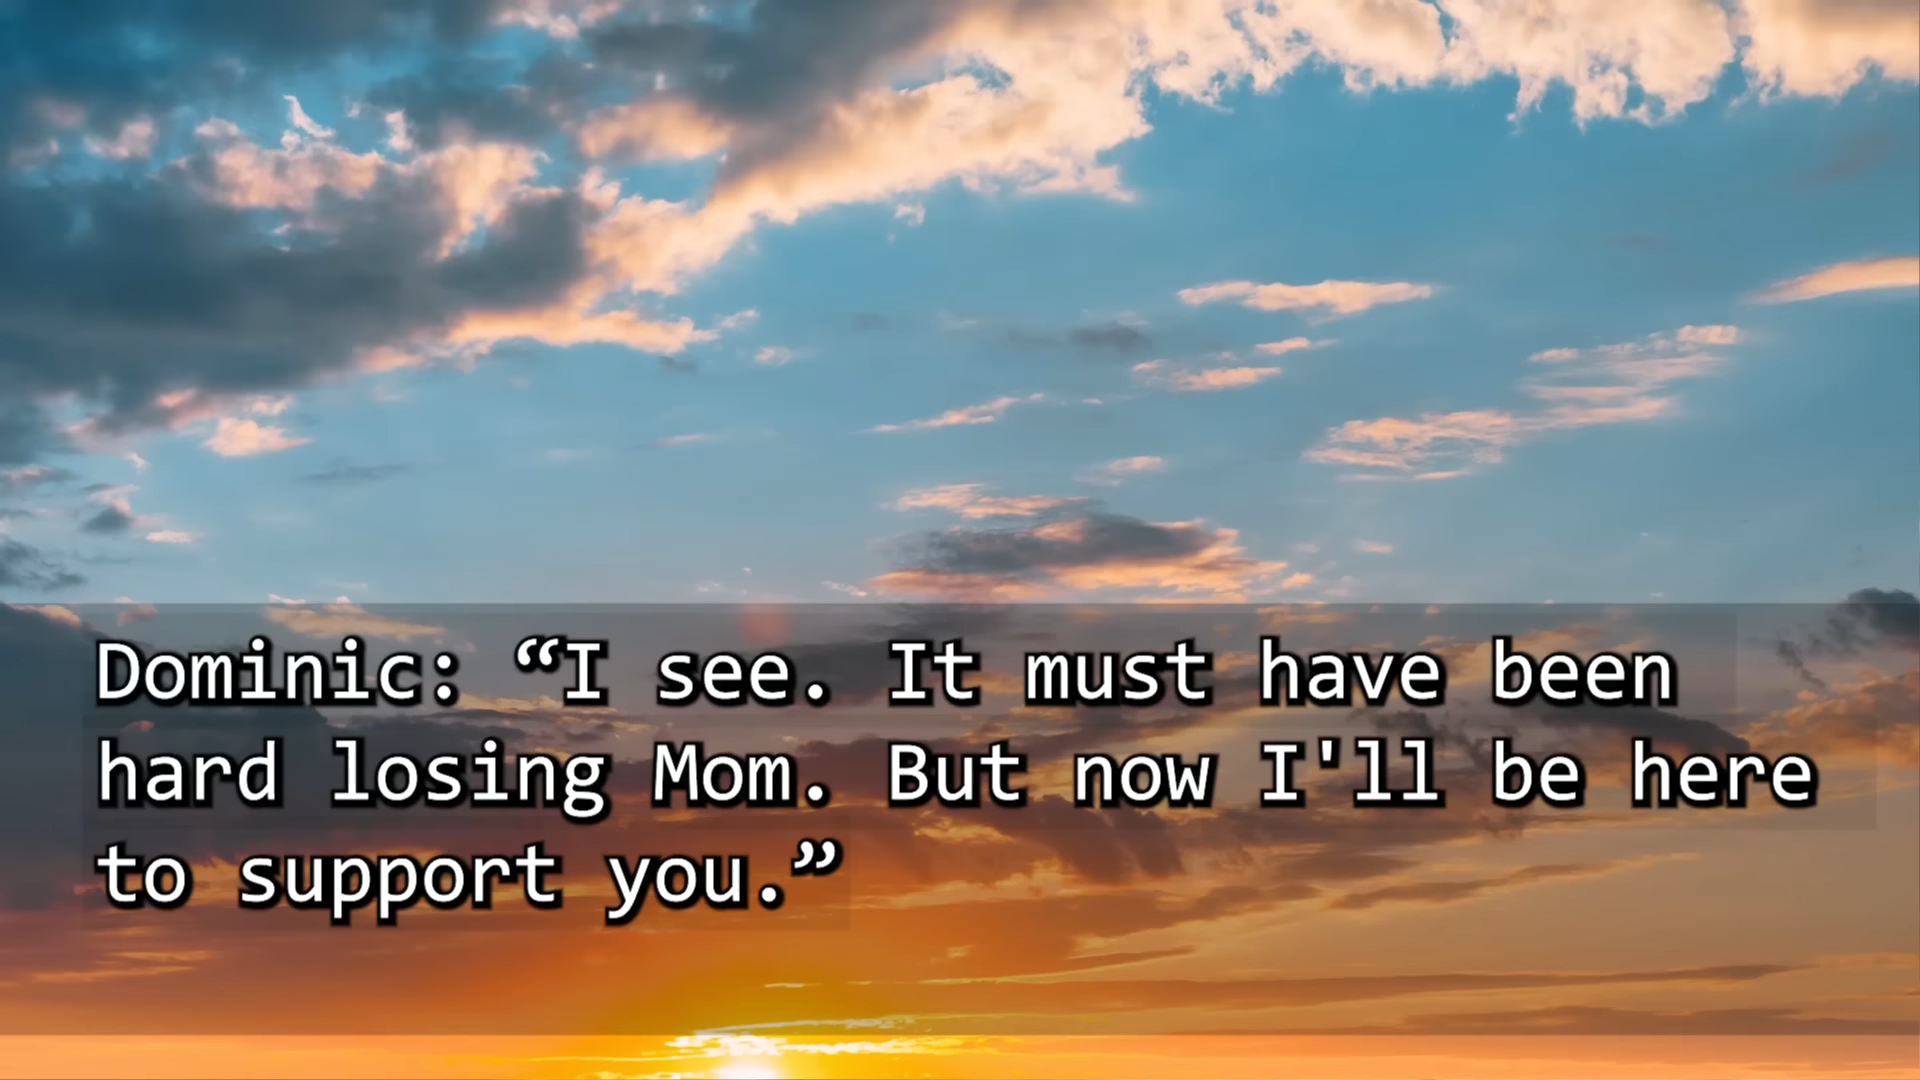 Dominic: “I see. It must have been
hard losing Mom. But now I'll be here
to support you.”